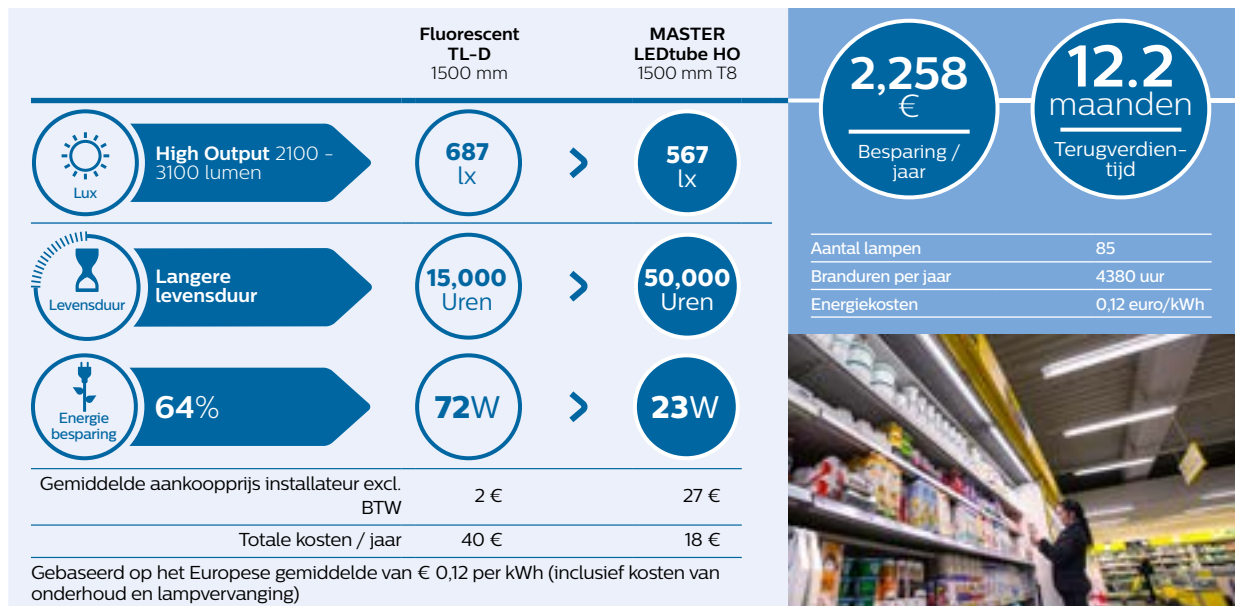 Fluorescent
TL-D
1500 mm
MASTER
LEDtube HO
1500 mm T8
Lux
High Output 2100 -
3100 lumen
687
lx
>
567
lx
Levensduur
Langere
levensduur
15,000
Uren
>
50,000
Uren
Energie
besparing
64%
72W
>
23W
Gemiddelde aankoopprijs installateur excl.
BTW
2 €
27 €
Totale kosten / jaar
40 €
18 €
Gebaseerd op het Europese gemiddelde van € 0,12 per kWh (inclusief kosten van
onderhoud en lampvervanging)
2,258
€
Besparing /
jaar
12.2
maanden
Terugverdien-
tijd
Aantal lampen 85
Branduren per jaar 4380 uur
Energiekosten 0,12 euro/kWh